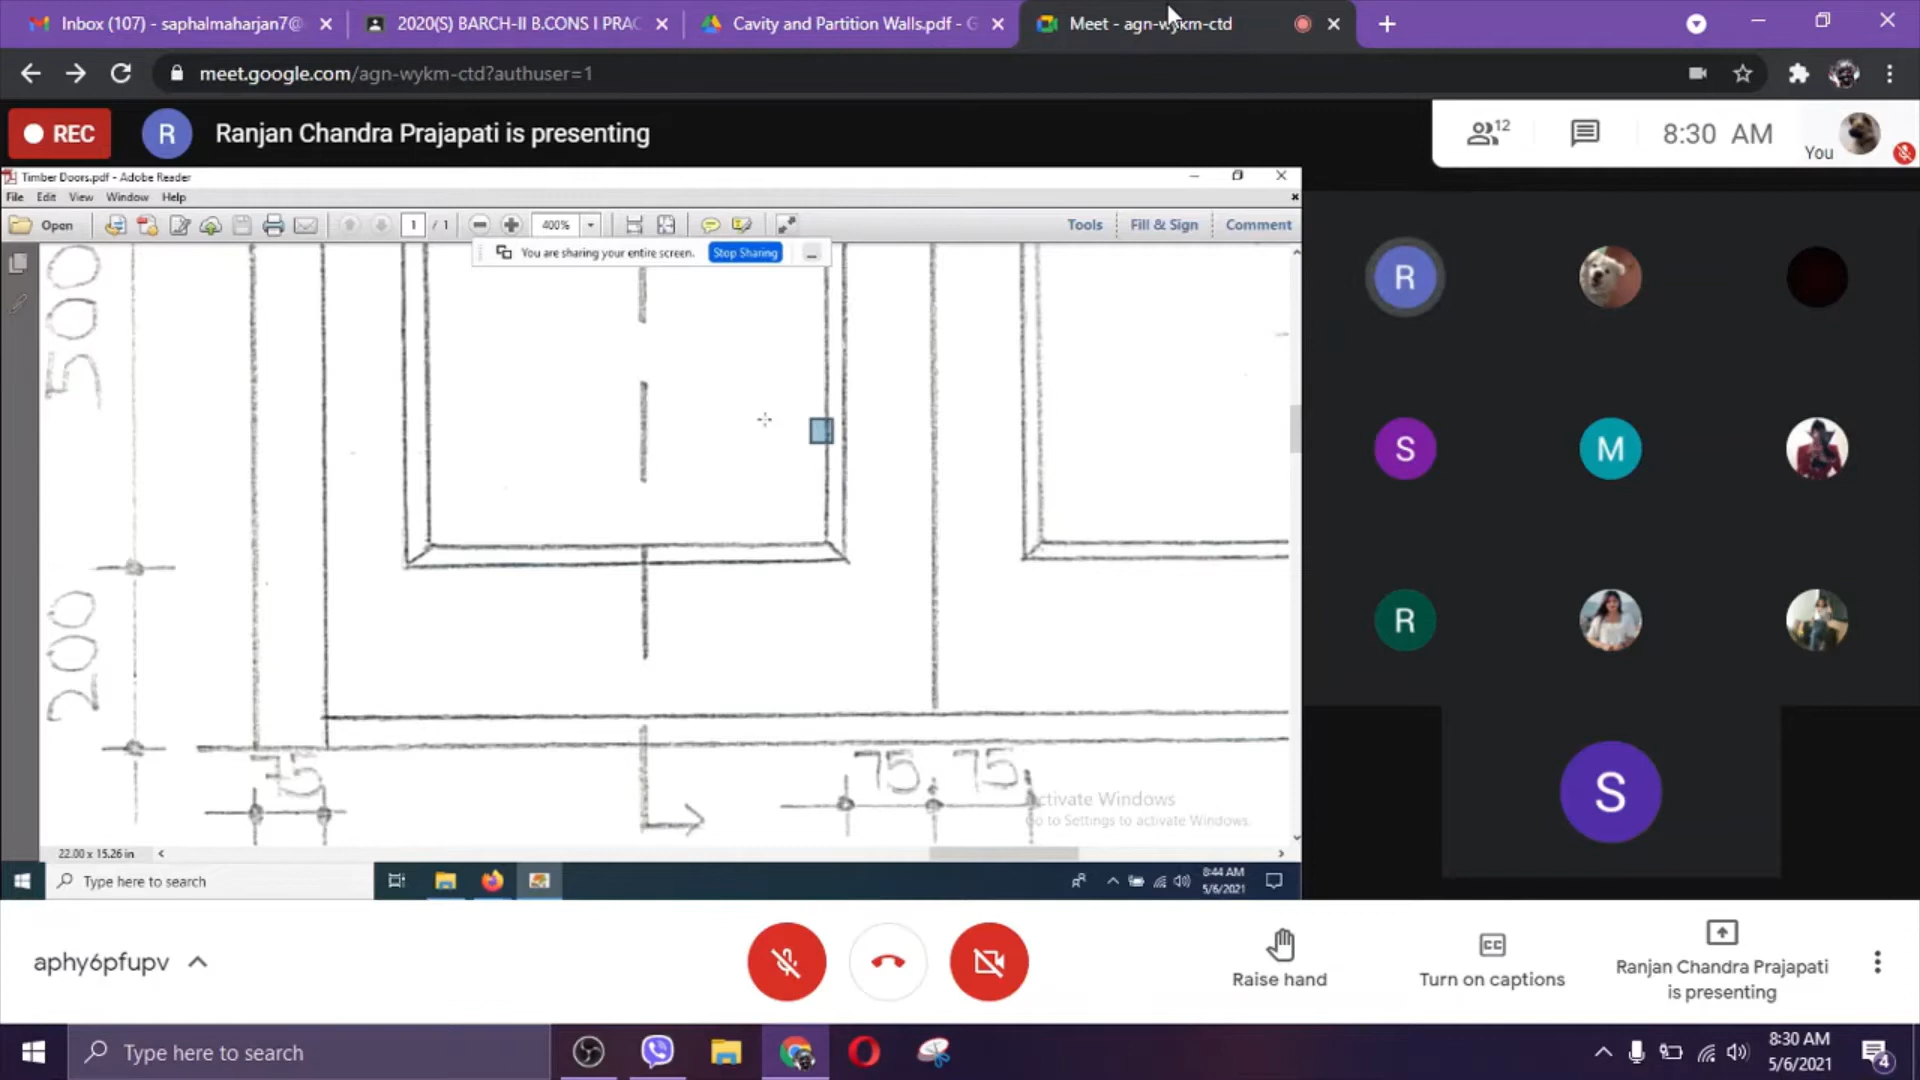 Inbox (107) - saphalmaharjan7@
2020(S) BARCH-II B.CONS I PRAC
Cavity and Partition Walls.pdf - G
Meet - agn-wykm-ctd
meet.google.com/agn-wykm-ctd?authuser=1
REC
R
Ranjan Chandra Prajapati is presenting
12
8:30 AM
You
Timber Doors.pdf - Adobe Reader
File Edit View Window Help
Open
1 / 1
400%
Tools
Fill & Sign
Comment
You are sharing your entire screen.
Stop Sharing
500
200
75
75
75
Activate Windows
Go to Settings to activate Windows.
22.00 x 15.26 in
Type here to search
8:44 AM
5/6/2021
R
S
M
R
S
aphy6pfupv
Raise hand
CC
Turn on captions
Ranjan Chandra Prajapati
is presenting
Type here to search
8:30 AM
5/6/2021
4